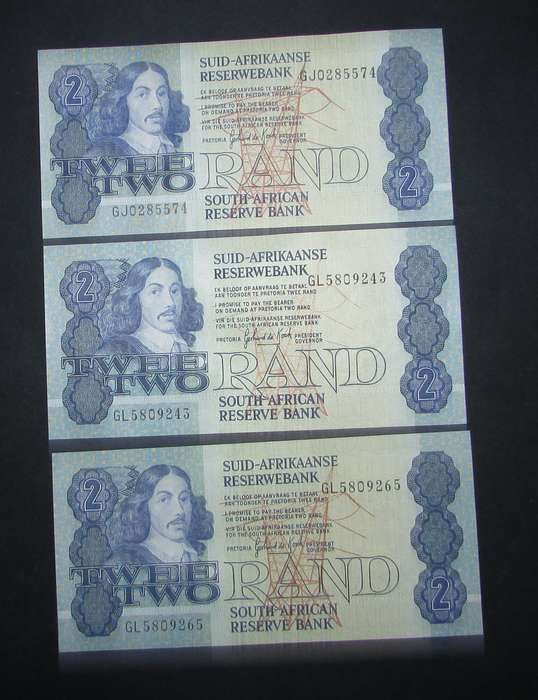 2
SUID-AFRIKAANSE
RESERWEBANK
GJ0285574
EK BELOOF OP AANVRAAG TE BETAAL
AAN TOONDER TE PRETORIA TWEE RAND
I PROMISE TO PAY THE BEARER
ON DEMAND AT PRETORIA TWO RAND
VIR DIE SUID-AFRIKAANSE RESERWEBANK
FOR THE SOUTH AFRICAN RESERVE BANK
PRETORIA PRESIDENT
GOVERNOR
TWEE
TWO
RAND
2
GJ0285574
SOUTH AFRICAN
RESERVE BANK
2
SUID-AFRIKAANSE
RESERWEBANK
GL5809243
EK BELOOF OP AANVRAAG TE BETAAL
AAN TOONDER TE PRETORIA TWEE RAND
I PROMISE TO PAY THE BEARER
ON DEMAND AT PRETORIA TWO RAND
VIR DIE SUID-AFRIKAANSE RESERWEBANK
FOR THE SOUTH AFRICAN RESERVE BANK
PRETORIA PRESIDENT
GOVERNOR
TWEE
TWO
RAND
2
GL5809243
SOUTH AFRICAN
RESERVE BANK
2
SUID-AFRIKAANSE
RESERWEBANK
GL5809265
EK BELOOF OP AANVRAAG TE BETAAL
AAN TOONDER TE PRETORIA TWEE RAND
I PROMISE TO PAY THE BEARER
ON DEMAND AT PRETORIA TWO RAND
VIR DIE SUID-AFRIKAANSE RESERWEBANK
FOR THE SOUTH AFRICAN RESERVE BANK
PRETORIA PRESIDENT
GOVERNOR
TWEE
TWO
RAND
2
GL5809265
SOUTH AFRICAN
RESERVE BANK